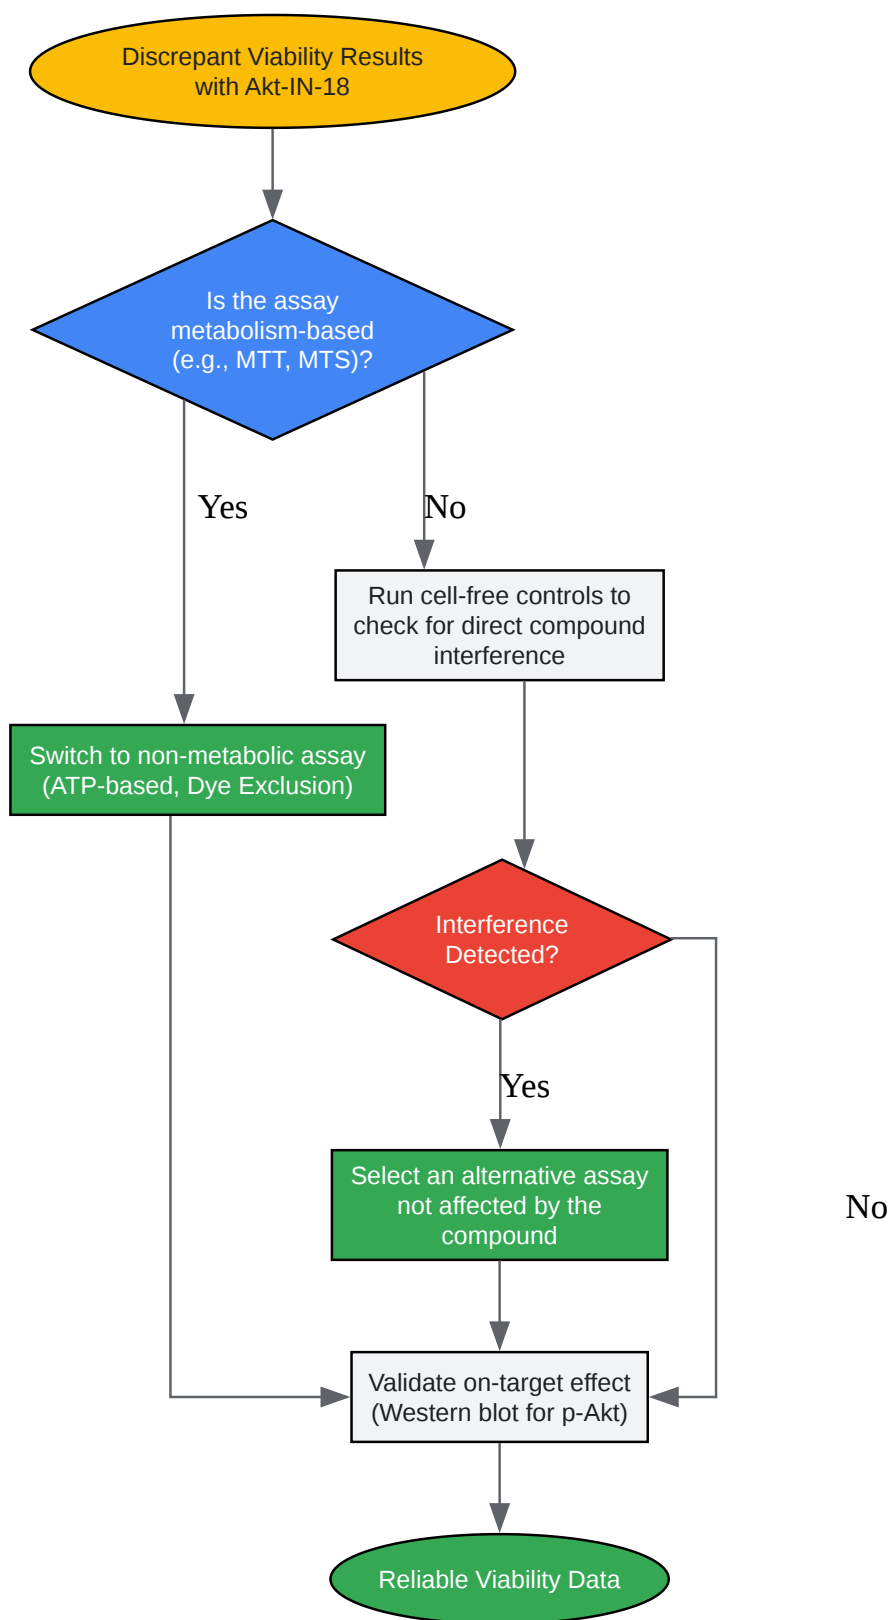 Discrepant Viability Results
with Akt-IN-18
Is the assay
metabolism-based
(e.g., MTT, MTS)?
Yes
No
Run cell-free controls to
check for direct compound
interference
Switch to non-metabolic assay
(ATP-based, Dye Exclusion)
Interference
Detected?
Yes
Select an alternative assay
not affected by the
compound
No
Validate on-target effect
(Western blot for p-Akt)
Reliable Viability Data